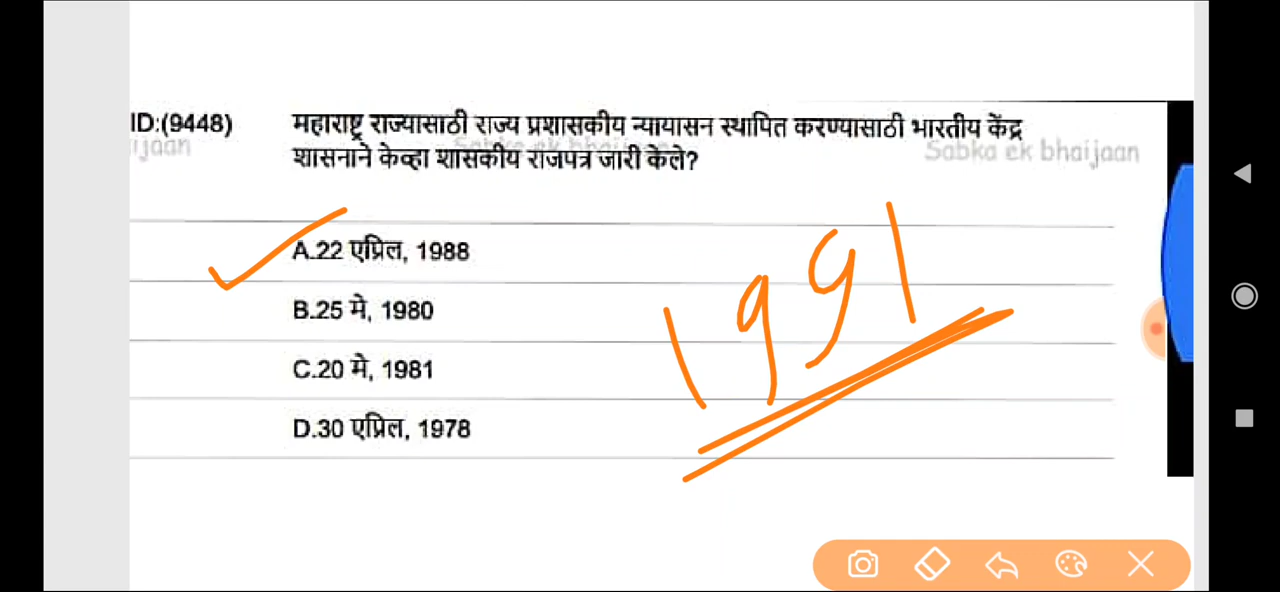 ID:(9448) महाराष्ट्र राज्यासाठी राज्य प्रशासकीय न्यायासन स्थापित करण्यासाठी भारतीय केंद्र
शासनाने केव्हा शासकीय राजपत्र जारी केले?
ijaan
Sabka ek bhaijaan
A.22 एप्रिल, 1988
B.25 मे, 1980
C.20 मे, 1981
D.30 एप्रिल, 1978
1991